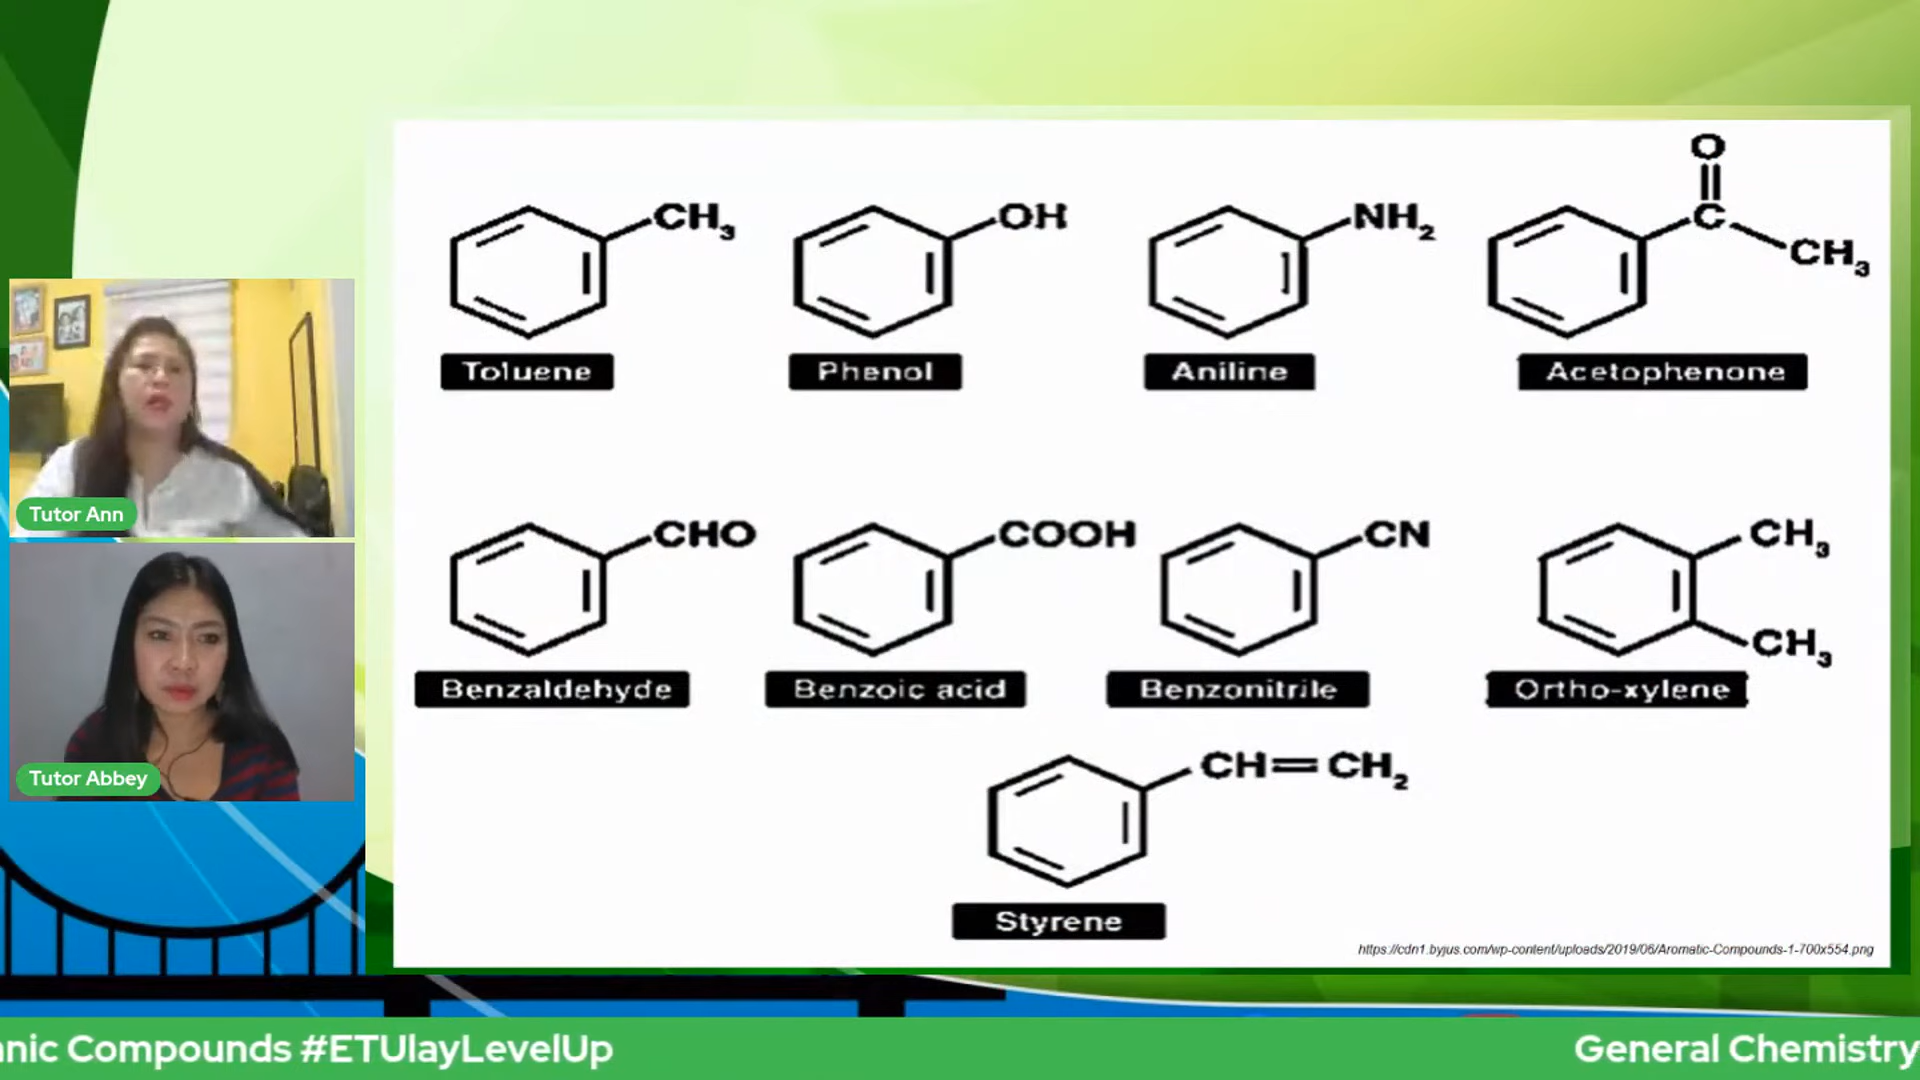 O
CH₃
OH
NH₂
C
CH₃
Toluene
Phenol
Aniline
Acetophenone
CHO
COOH
CN
CH₃
CH₃
Benzaldehyde
Benzoic acid
Benzonitrile
Ortho-xylene
CH=CH₂
Styrene
https://cdn1.byjus.com/wp-content/uploads/2019/06/Aromatic-Compounds-1-700x554.png
Tutor Ann
Tutor Abbey
nic Compounds #ETUlayLevelUp
General Chemistry